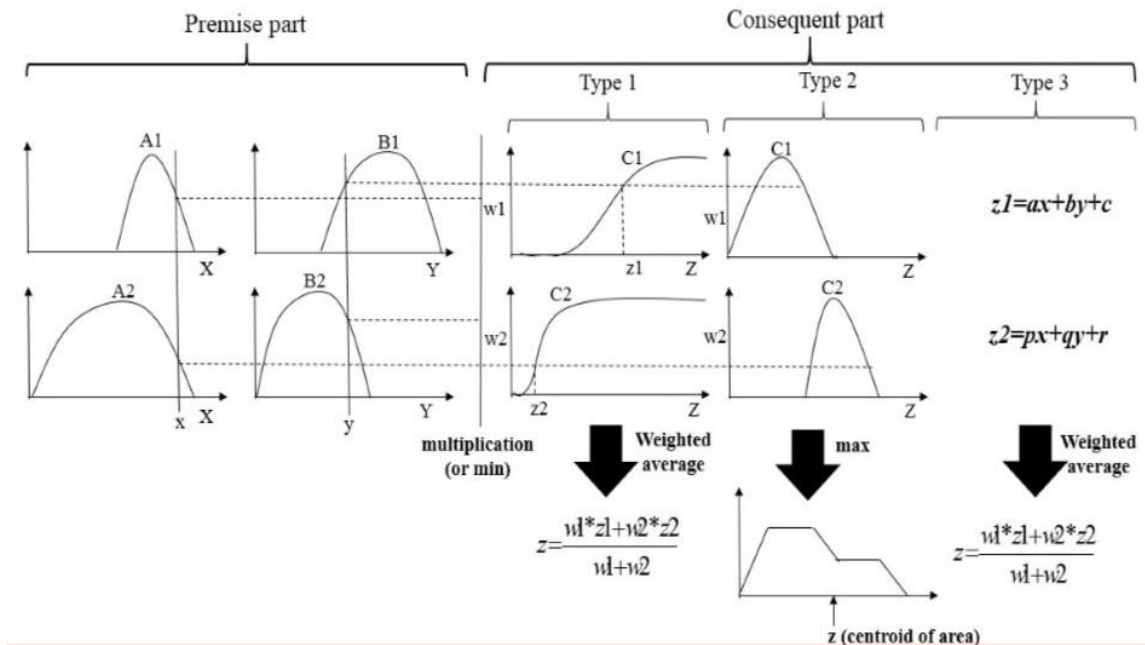 Premise part
Consequent part
Type 1
Type 2
Type 3
A1
B1
C1
C1
w1
w1
z1=ax+by+c
X
Y
z1
Z
Z
A2
B2
C2
C2
w2
w2
z2=px+qy+r
x
X
y
Y
z2
Z
Z
multiplication
(or min)
Weighted
average
max
Weighted
average
z=
w1*z1+w2*z2
w1+w2
z=
w1*z1+w2*z2
w1+w2
z (centroid of area)